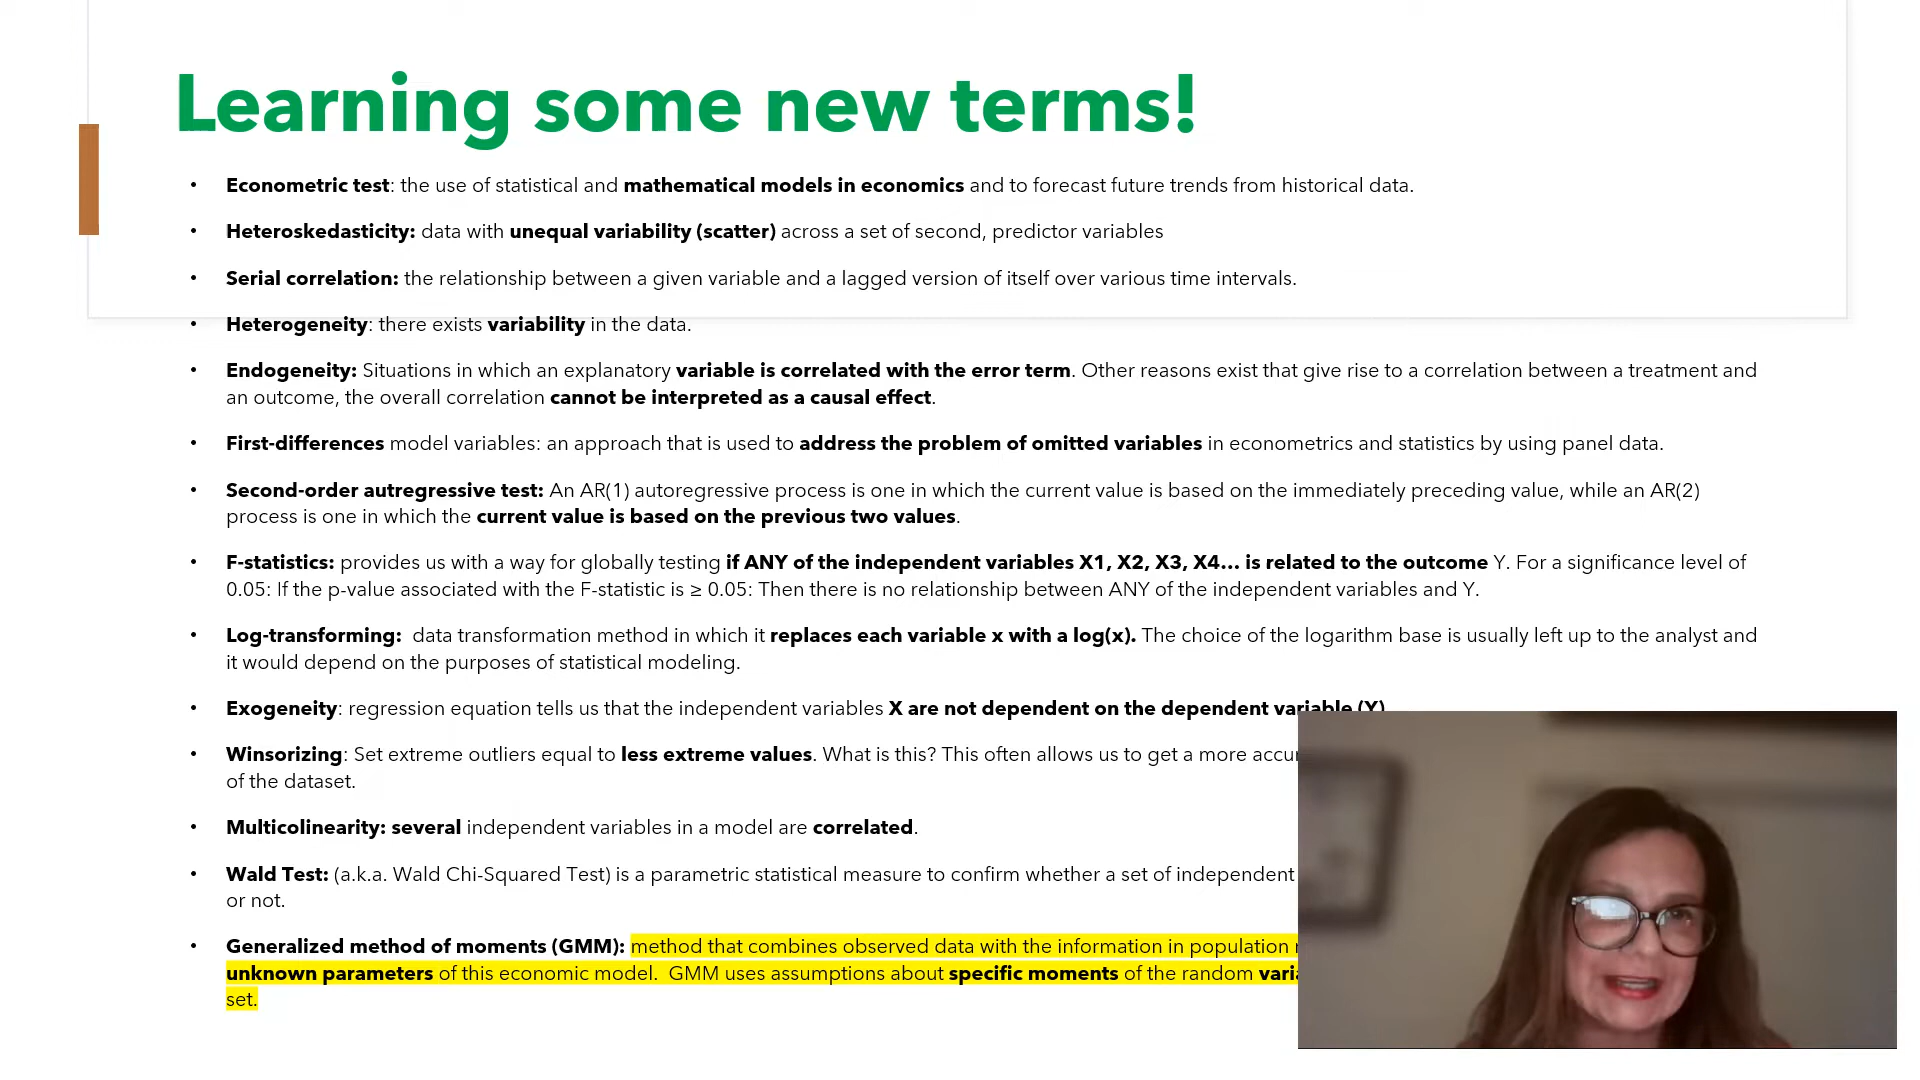 Learning some new terms!
• Econometric test: the use of statistical and mathematical models in economics and to forecast future trends from historical data.
• Heteroskedasticity: data with unequal variability (scatter) across a set of second, predictor variables
• Serial correlation: the relationship between a given variable and a lagged version of itself over various time intervals.
• Heterogeneity: there exists variability in the data.
• Endogeneity: Situations in which an explanatory variable is correlated with the error term. Other reasons exist that give rise to a correlation between a treatment and
an outcome, the overall correlation cannot be interpreted as a causal effect.
• First-differences model variables: an approach that is used to address the problem of omitted variables in econometrics and statistics by using panel data.
• Second-order autregressive test: An AR(1) autoregressive process is one in which the current value is based on the immediately preceding value, while an AR(2)
process is one in which the current value is based on the previous two values.
• F-statistics: provides us with a way for globally testing if ANY of the independent variables X1, X2, X3, X4... is related to the outcome Y. For a significance level of
0.05: If the p-value associated with the F-statistic is ≥ 0.05: Then there is no relationship between ANY of the independent variables and Y.
• Log-transforming: data transformation method in which it replaces each variable x with a log(x). The choice of the logarithm base is usually left up to the analyst and
it would depend on the purposes of statistical modeling.
• Exogeneity: regression equation tells us that the independent variables X are not dependent on the dependent variable (Y)
• Winsorizing: Set extreme outliers equal to less extreme values. What is this? This often allows us to get a more
of the dataset.
• Multicolinearity: several independent variables in a model are correlated.
• Wald Test: (a.k.a. Wald Chi-Squared Test) is a parametric statistical measure to confirm whether a set of independent
or not.
• Generalized method of moments (GMM): method that combines observed data with the information in population
unknown parameters of this economic model. GMM uses assumptions about specific moments of the random
set.